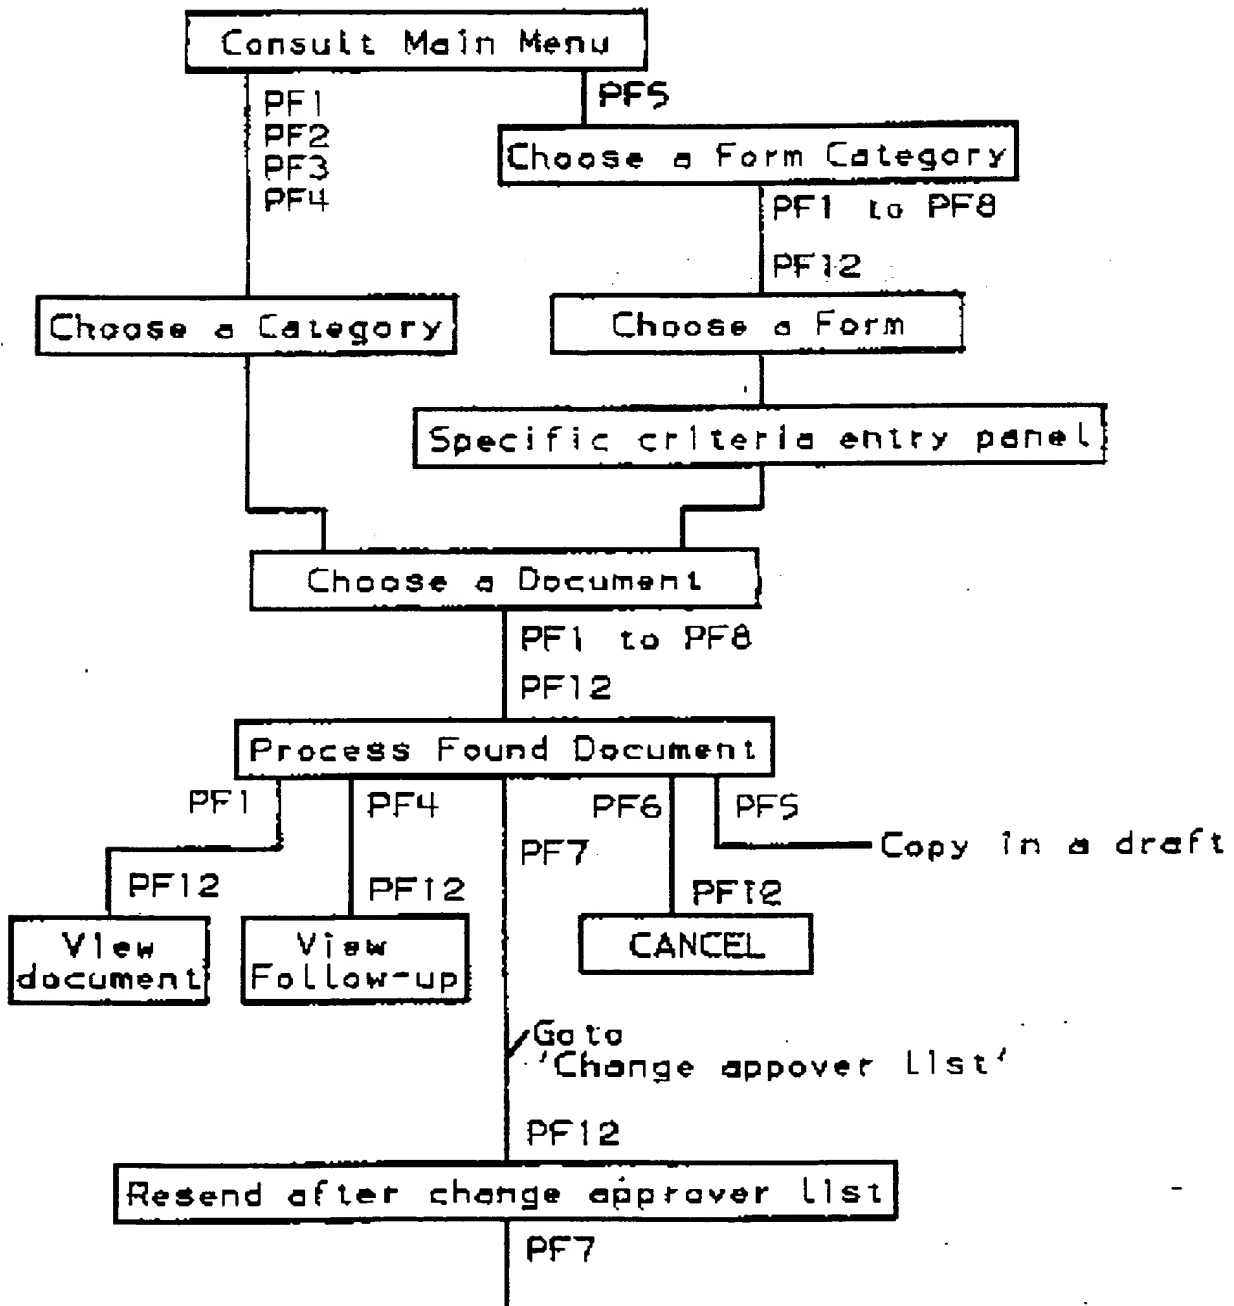 Consult Main Menu
PF1
PF2
PF3
PF4
PF5
Choose a Form Category
PF1 to PF8
PF12
Choose a Category
Choose a Form
Specific criteria entry panel
Choose a Document
PF1 to PF8
PF12
Process Found Document
PF1
PF4
PF7
PF6
PF5
Copy in a draft
PF12
PF12
PF12
View
document
View
Follow-up
CANCEL
Go to
'Change appover list'
PF12
Resend after change approver list
PF7